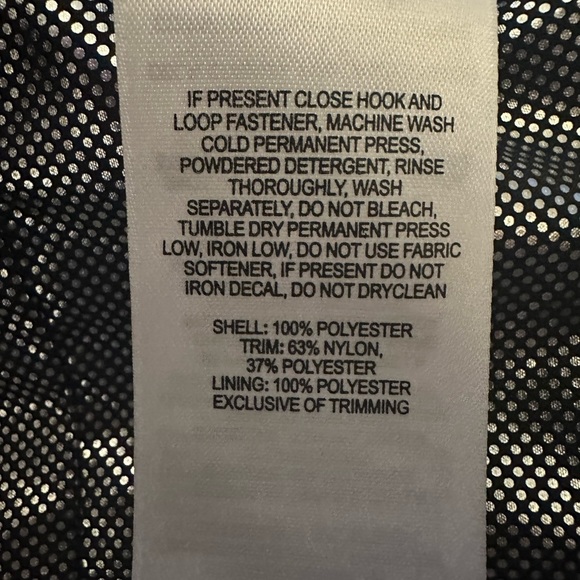 IF PRESENT CLOSE HOOK AND
LOOP FASTENER, MACHINE WASH
COLD PERMANENT PRESS,
POWDERED DETERGENT, RINSE
THOROUGHLY, WASH
SEPARATELY, DO NOT BLEACH,
TUMBLE DRY PERMANENT PRESS
LOW, IRON LOW, DO NOT USE FABRIC
SOFTENER, IF PRESENT DO NOT
IRON DECAL, DO NOT DRYCLEAN
SHELL: 100% POLYESTER
TRIM: 63% NYLON,
37% POLYESTER
LINING: 100% POLYESTER
EXCLUSIVE OF TRIMMING